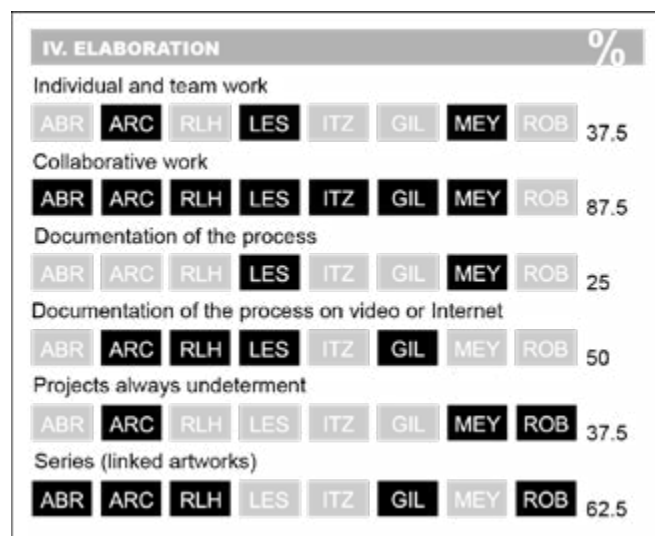 IV. ELABORATION %
Individual and team work
ABR ARC RLH LES ITZ GIL MEY ROB 37.5
Collaborative work
ABR ARC RLH LES ITZ GIL MEY ROB 87.5
Documentation of the process
ABR ARC RLH LES ITZ GIL MEY ROB 25
Documentation of the process on video or Internet
ABR ARC RLH LES ITZ GIL MEY ROB 50
Projects always undeterment
ABR ARC RLH LES ITZ GIL MEY ROB 37.5
Series (linked artworks)
ABR ARC RLH LES ITZ GIL MEY ROB 62.5